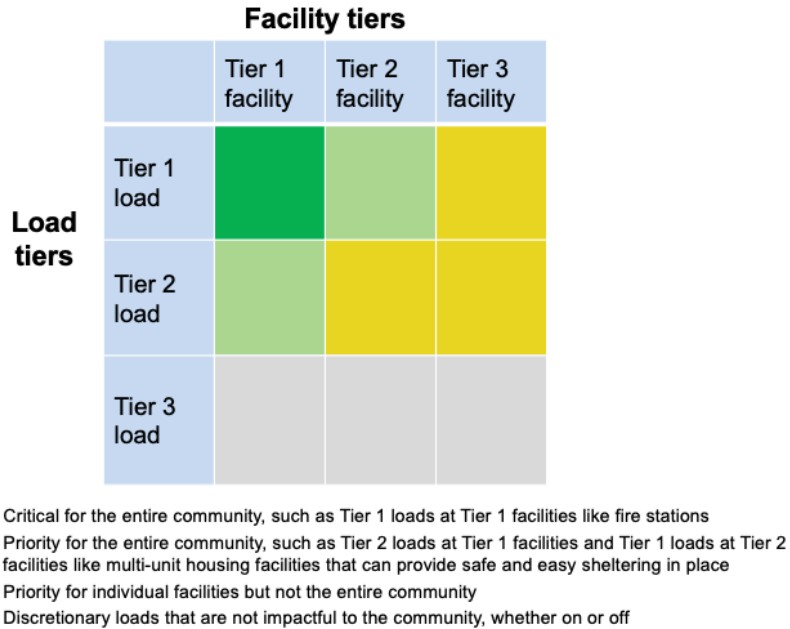 Facility tiers
Tier 1 facility
Tier 2 facility
Tier 3 facility
Load tiers
Tier 1 load
Tier 2 load
Tier 3 load
Critical for the entire community, such as Tier 1 loads at Tier 1 facilities like fire stations
Priority for the entire community, such as Tier 2 loads at Tier 1 facilities and Tier 1 loads at Tier 2
facilities like multi-unit housing facilities that can provide safe and easy sheltering in place
Priority for individual facilities but not the entire community
Discretionary loads that are not impactful to the community, whether on or off